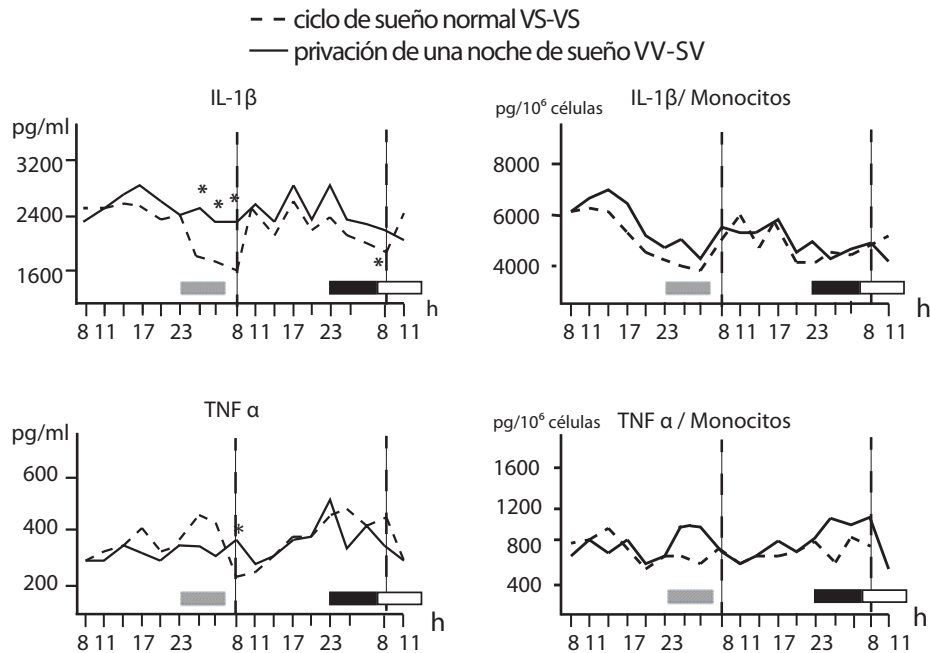 ciclo de sueño normal VS-VS
privación de una noche de sueño VV-SV
IL-1β
pg/ml
3200
2400
1600
* * *
*
h
8 11 17 23 8 11 17 23 8 11
IL-1β/ Monocitos
pg/10⁶ células
8000
6000
4000
h
8 11 17 23 8 11 17 23 8 11
TNF α
pg/ml
600
400
200
*
h
8 11 17 23 8 11 17 23 8 11
TNF α / Monocitos
pg/10⁶ células
1600
1200
800
400
h
8 11 17 23 8 11 17 23 8 11